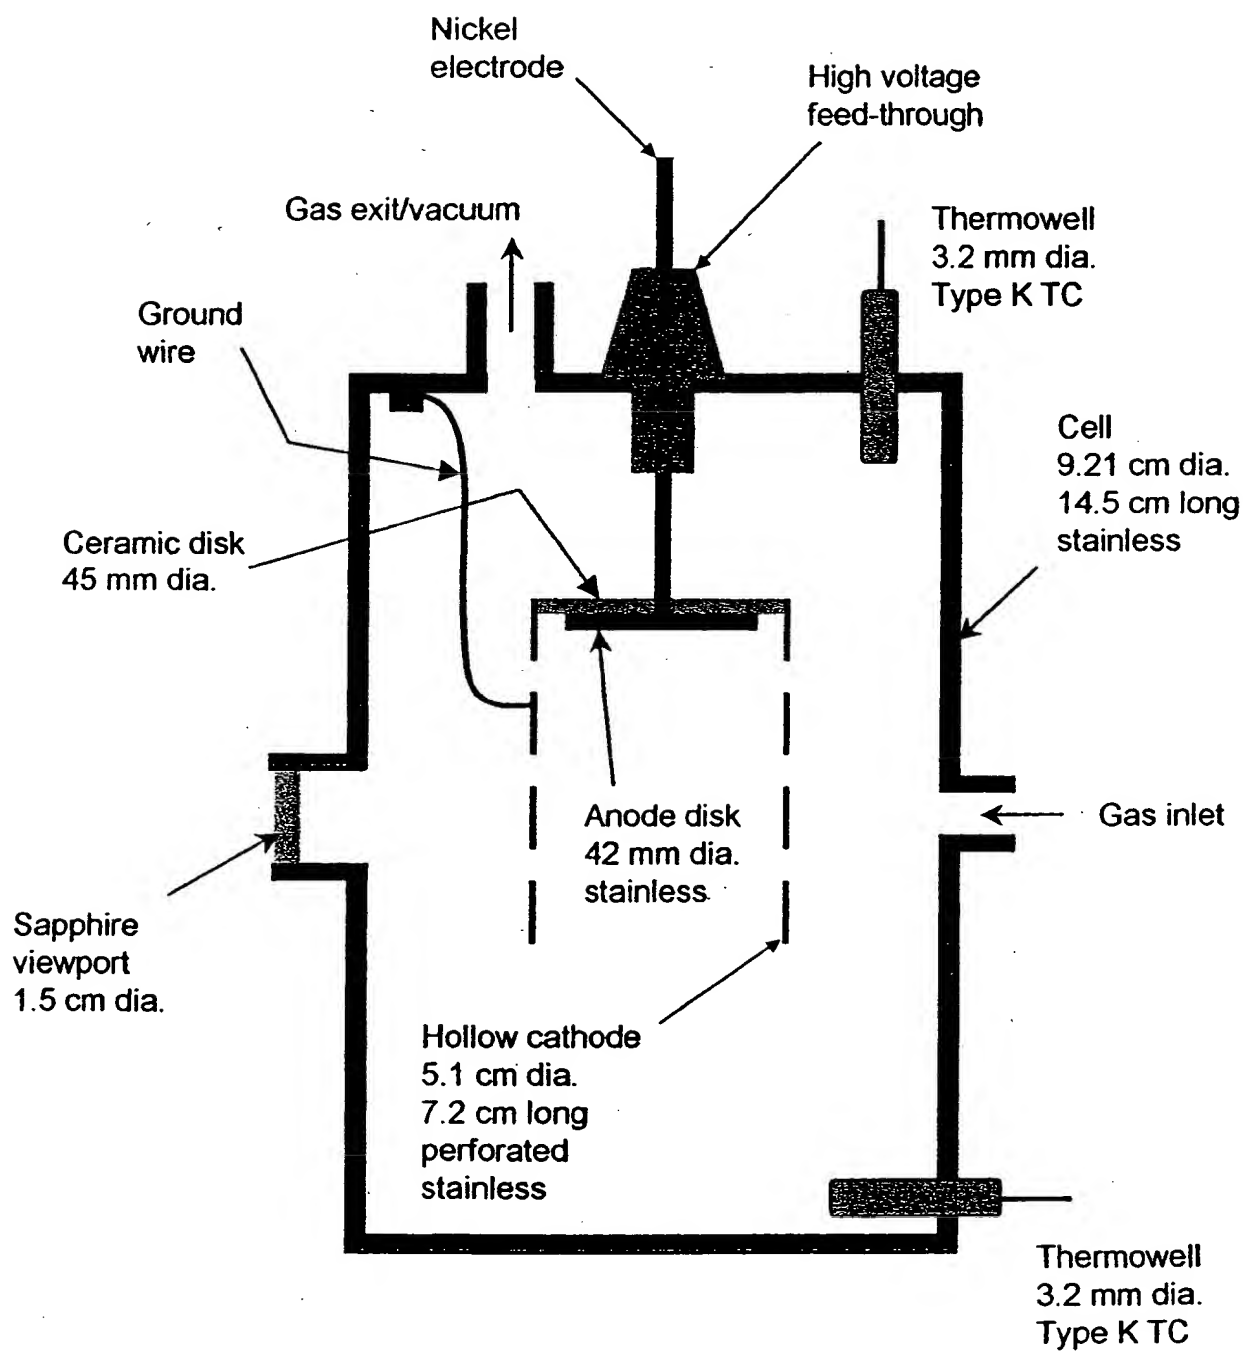 Nickel
electrode
High voltage
feed-through
Gas exit/vacuum
Thermowell
3.2 mm dia.
Type K TC
Ground
wire
Cell
9.21 cm dia.
14.5 cm long
stainless
Ceramic disk
45 mm dia.
Anode disk
42 mm dia.
stainless
Gas inlet
Sapphire
viewport
1.5 cm dia.
Hollow cathode
5.1 cm dia.
7.2 cm long
perforated
stainless
Thermowell
3.2 mm dia.
Type K TC